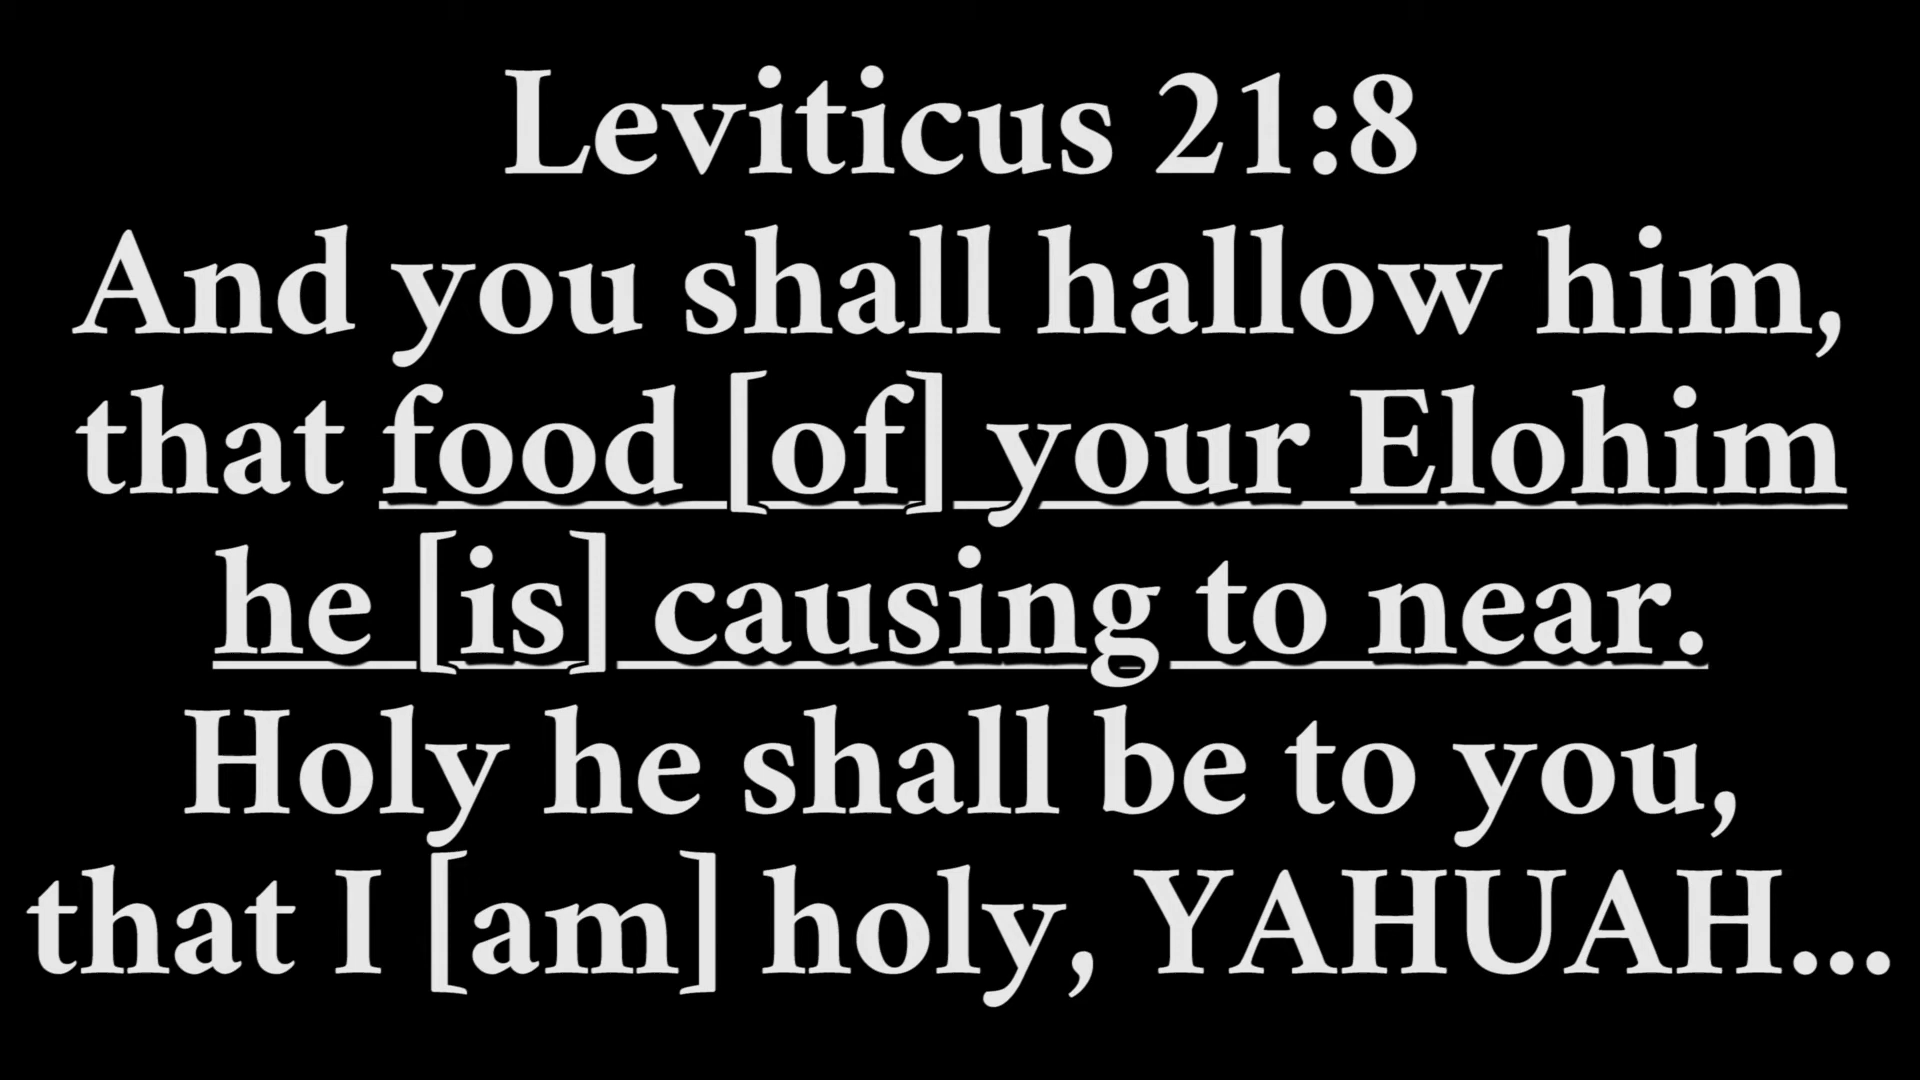 Leviticus 21:8
And you shall hallow him,
that food [of] your Elohim
he [is] causing to near.
Holy he shall be to you,
that I [am] holy, YAHUAH...